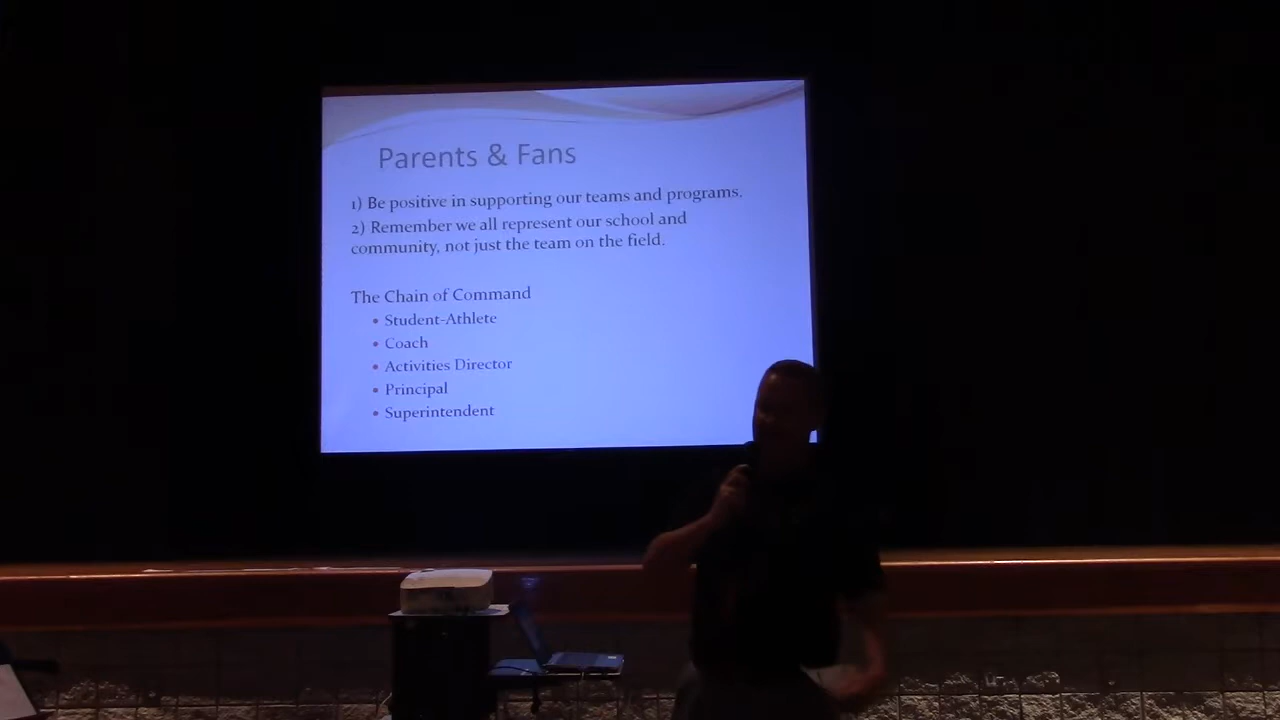 Parents & Fans
1) Be positive in supporting our teams and programs.
2) Remember we all represent our school and
community, not just the team on the field.
The Chain of Command
• Student-Athlete
• Coach
• Activities Director
• Principal
• Superintendent